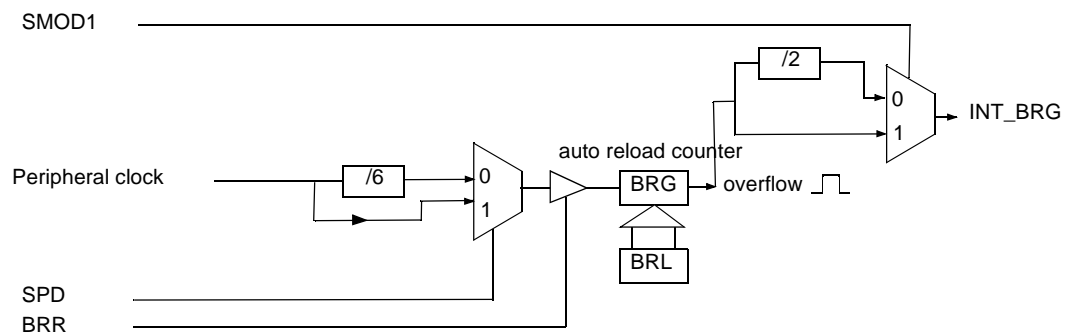 SMOD1
/2
0
INT_BRG
1
auto reload counter
Peripheral clock
/6
0
BRG
overflow
1
BRL
SPD
BRR